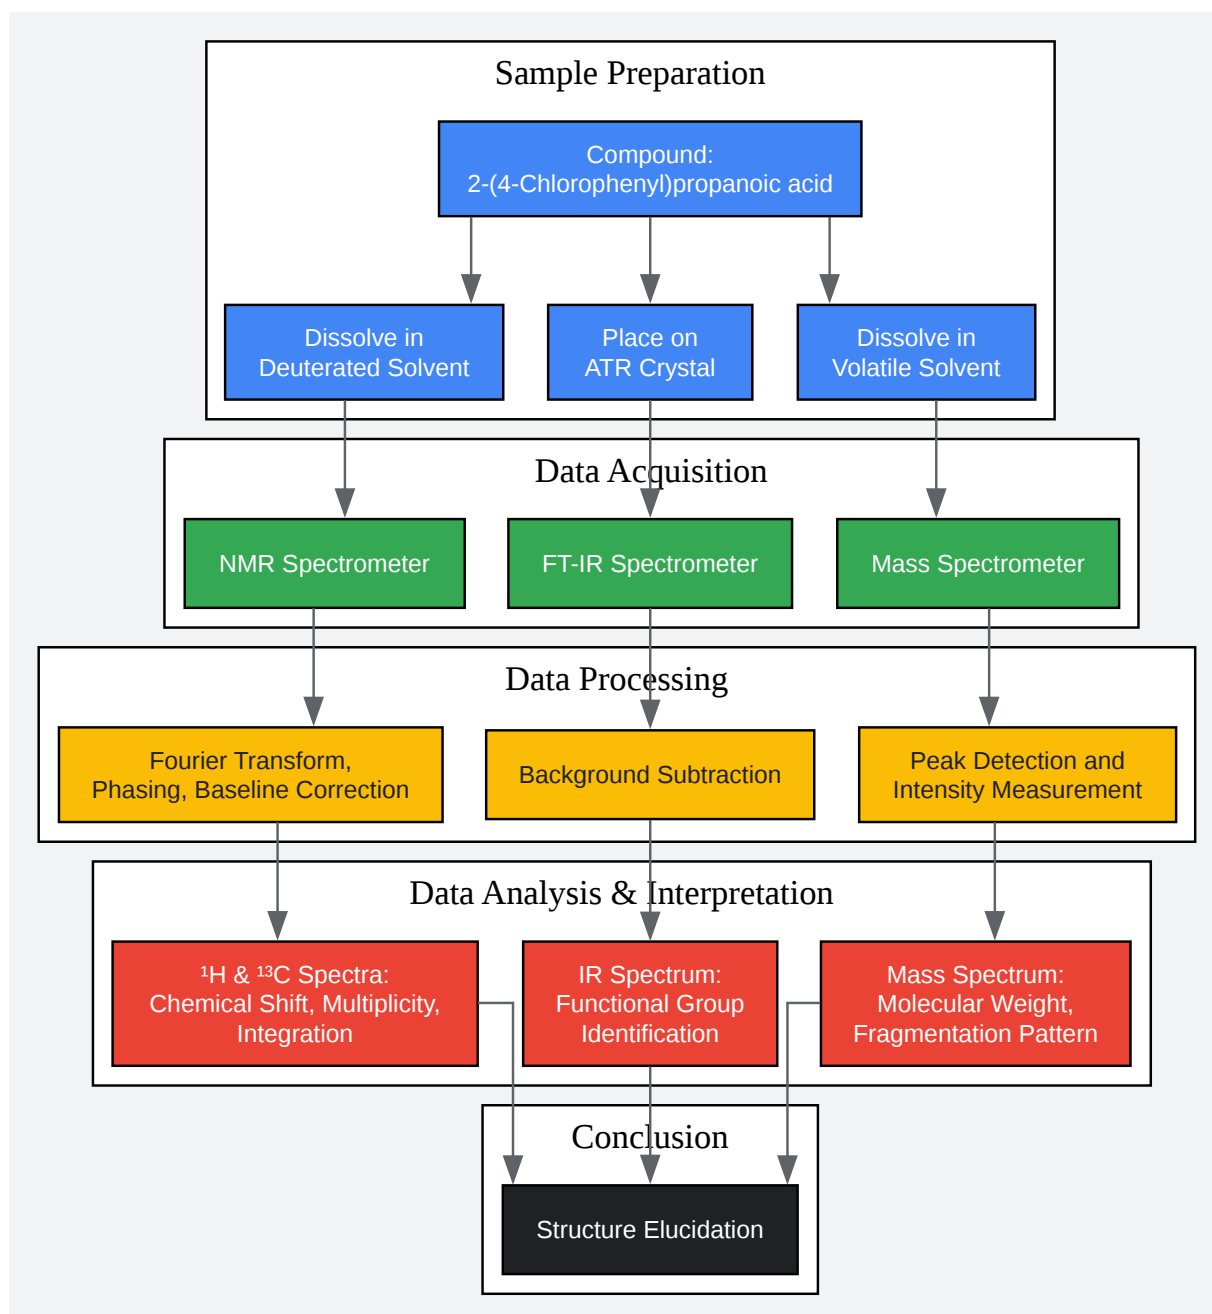 Sample Preparation
Compound:
2-(4-Chlorophenyl)propanoic acid
Dissolve in
Deuterated Solvent
Place on
ATR Crystal
Dissolve in
Volatile Solvent
Data Acquisition
NMR Spectrometer
FT-IR Spectrometer
Mass Spectrometer
Data Processing
Fourier Transform,
Phasing, Baseline Correction
Background Subtraction
Peak Detection and
Intensity Measurement
Data Analysis & Interpretation
¹H & ¹³C Spectra:
Chemical Shift, Multiplicity,
Integration
IR Spectrum:
Functional Group
Identification
Mass Spectrum:
Molecular Weight,
Fragmentation Pattern
Conclusion
Structure Elucidation